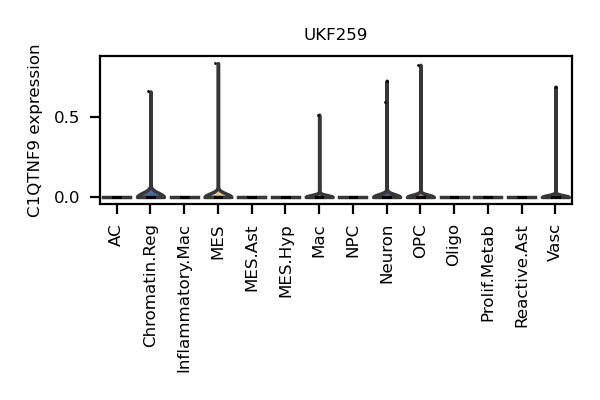 UKF259
C1QTNF9 expression
0.5
0.0
AC
Chromatin.Reg
Inflammatory.Mac
MES
MES.Ast
MES.Hyp
Mac
NPC
Neuron
OPC
Oligo
Prolif.Metab
Reactive.Ast
Vasc